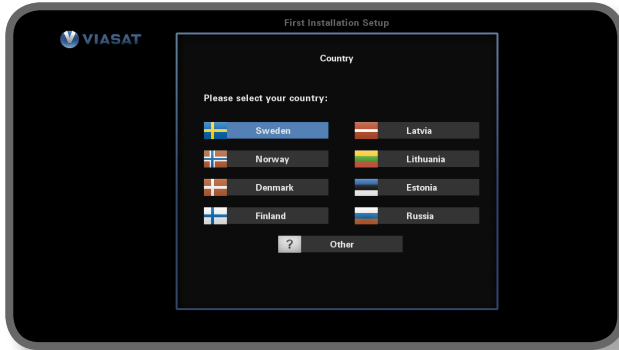 First Installation Setup
VIASAT
Country
Please select your country:
Sweden
Latvia
Norway
Lithuania
Denmark
Estonia
Finland
Russia
?
Other